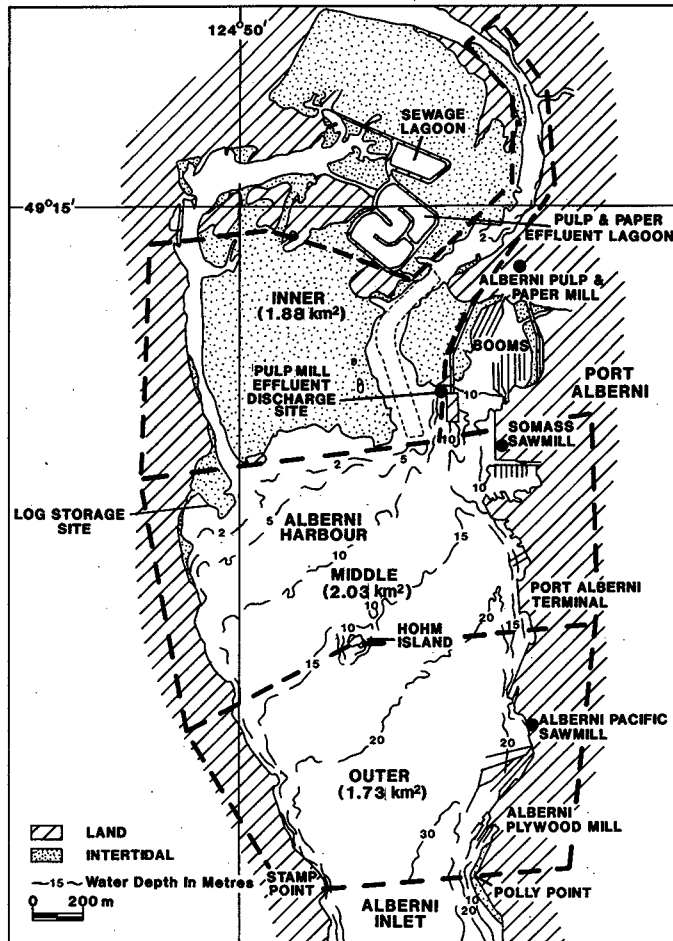 124°50'
SEWAGE
LAGOON
49°15'
2
PULP & PAPER
EFFLUENT LAGOON
ALBERNI PULP &
PAPER MILL
INNER
(1.88 km²)
BOOMS
PULP MILL
EFFLUENT
DISCHARGE
SITE
PORT
ALBERNI
10
SOMASS
SAWMILL
10
2
5
10
LOG STORAGE
SITE
2
5
ALBERNI
HARBOUR
10
15
MIDDLE
(2.03 km²)
10
10
PORT ALBERNI
TERMINAL
20
15
HOHM
ISLAND
15
20
ALBERNI PACIFIC
SAWMILL
20
OUTER
(1.73 km²)
30
ALBERNI
PLYWOOD MILL
LAND
INTERTIDAL
15 Water Depth In Metres
0 200 m
STAMP
POINT
ALBERNI
INLET
10
20
POLLY POINT